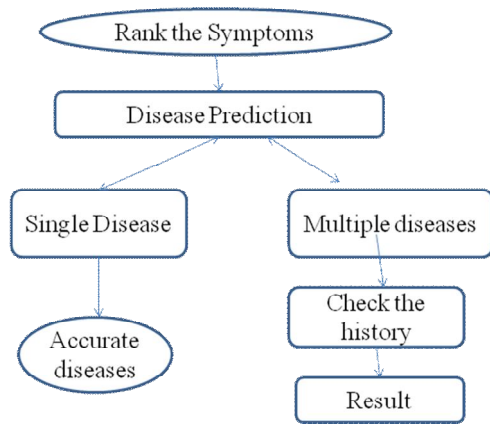 Rank the Symptoms
Disease Prediction
Single Disease
Multiple diseases
Check the
history
Accurate
diseases
Result